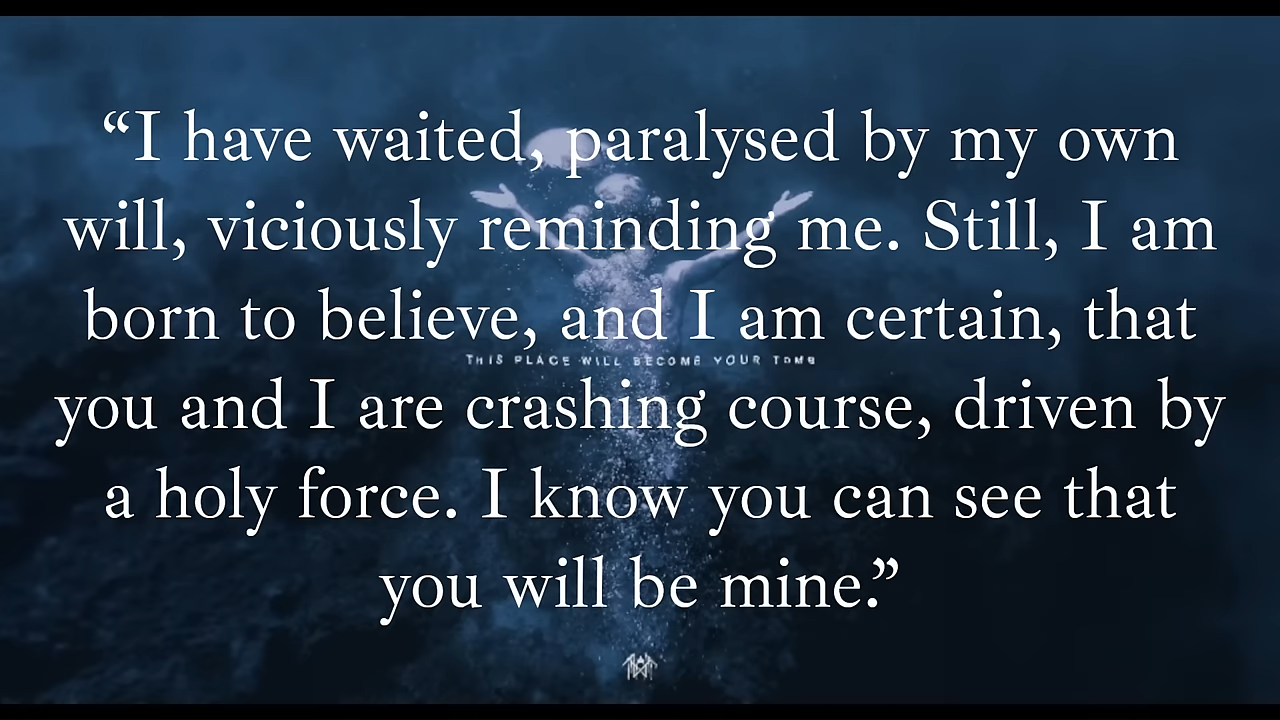 “I have waited, paralysed by my own
will, viciously reminding me. Still, I am
born to believe, and I am certain, that
THIS PLACE WILL BECOME YOUR TOMB
you and I are crashing course, driven by
a holy force. I know you can see that
you will be mine.”